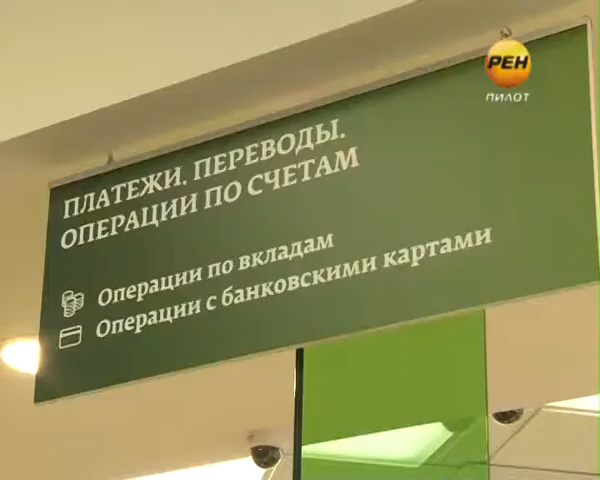 РЕН
ПИЛОТ
ПЛАТЕЖИ. ПЕРЕВОДЫ.
ОПЕРАЦИИ ПО СЧЕТАМ
Операции по вкладам
Операции с банковскими картами